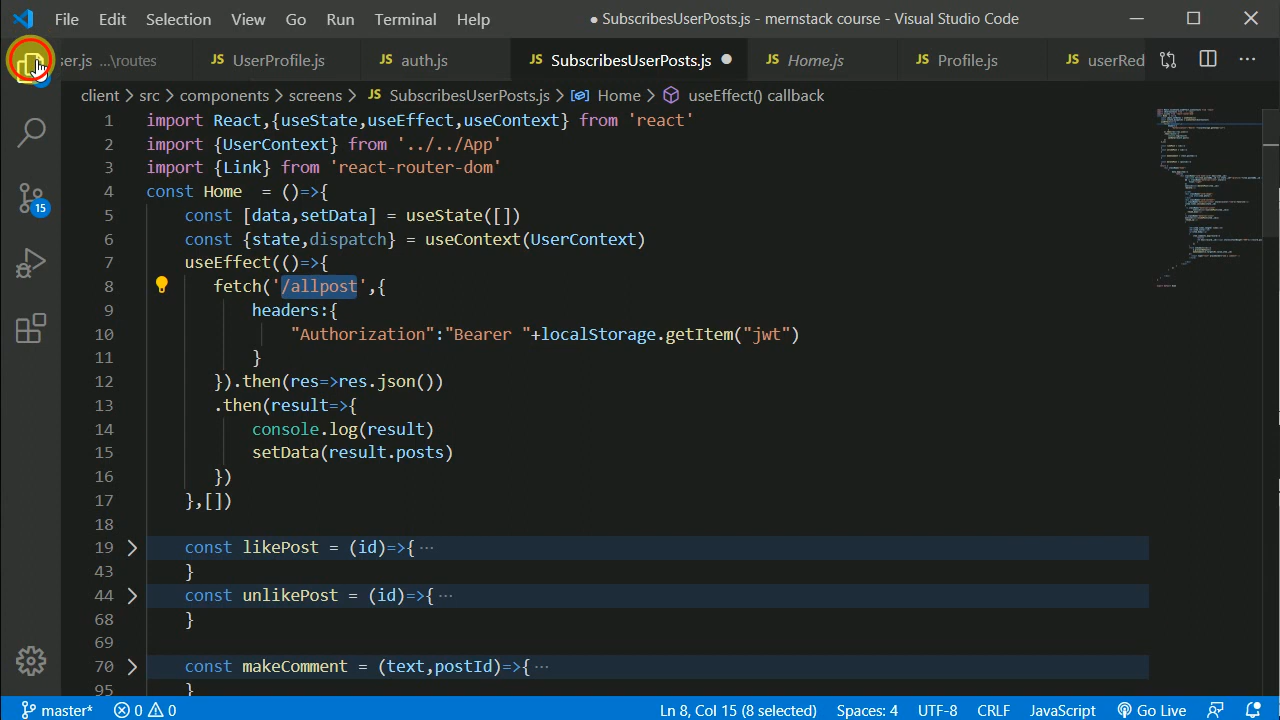 File Edit Selection View Go Run Terminal Help ● SubscribesUserPosts.js - mernstack course - Visual Studio Code
ser.js ...\routes JS UserProfile.js JS auth.js JS SubscribesUserPosts.js JS Home.js JS Profile.js JS userRed
client > src > components > screens > JS SubscribesUserPosts.js > Home > useEffect() callback
1 import React,{useState,useEffect,useContext} from 'react'
2 import {UserContext} from '../../App'
3 import {Link} from 'react-router-dom'
4 const Home  = ()=>{
5 const [data,setData] = useState([])
6 const {state,dispatch} = useContext(UserContext)
7 useEffect(()=>{
8 fetch('/allpost',{
9 headers:{
10 "Authorization":"Bearer "+localStorage.getItem("jwt")
11 }
12 }).then(res=>res.json())
13 .then(result=>{
14 console.log(result)
15 setData(result.posts)
16 })
17 },[])
18
19 const likePost = (id)=>{ ···
43 }
44 const unlikePost = (id)=>{ ···
68 }
69
70 const makeComment = (text,postId)=>{ ···
95 }
15
master* 0 0 Ln 8, Col 15 (8 selected) Spaces: 4 UTF-8 CRLF JavaScript Go Live